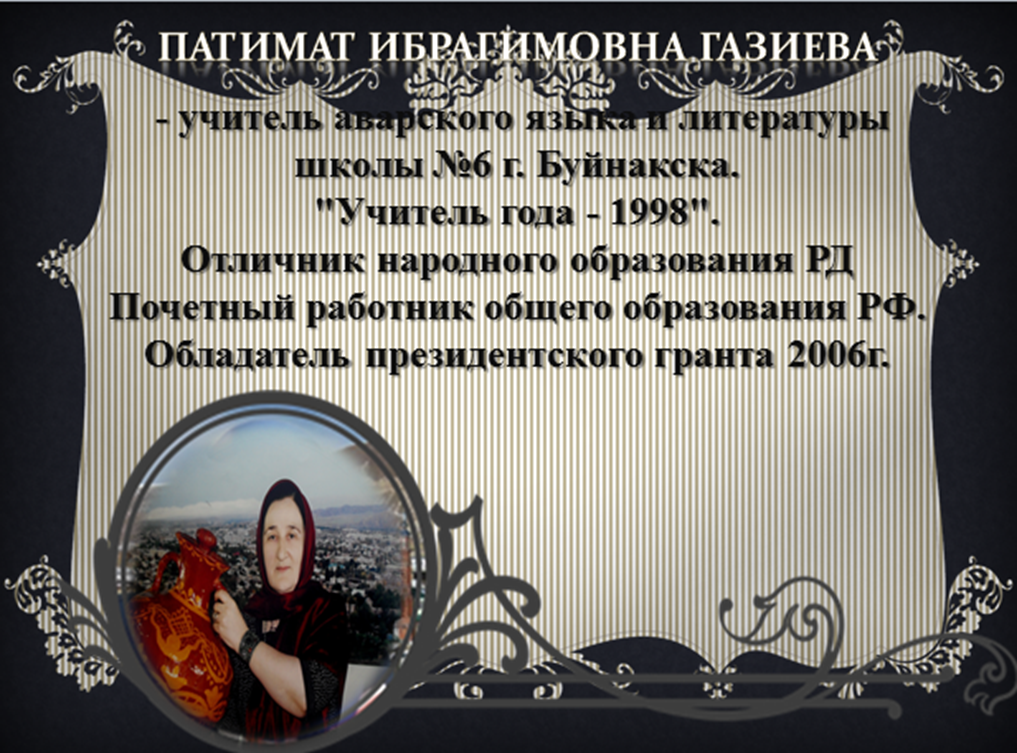 ПАТИМАТ ИБРАГИМОВНА ГАЗИЕВА
- учитель аварского языка и литературы
школы №6 г. Буйнакска.
"Учитель года - 1998".
Отличник народного образования РД
Почетный работник общего образования РФ.
Обладатель президентского гранта 2006г.